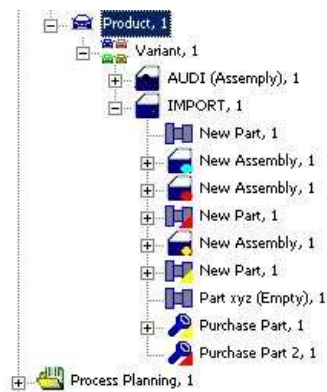 Product, 1
Variant, 1
AUDI (Assemply), 1
IMPORT, 1
New Part, 1
New Assembly, 1
New Assembly, 1
New Part, 1
New Assembly, 1
New Part, 1
Part xyz (Empty), 1
Purchase Part, 1
Purchase Part 2, 1
Process Planning, 1